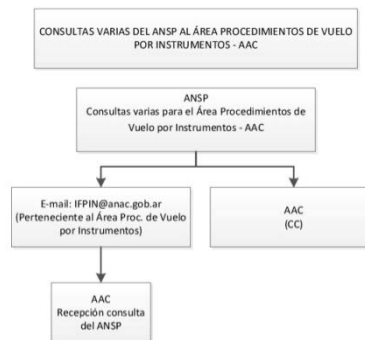 CONSULTAS VARIAS DEL ANSP AL ÁREA PROCEDIMIENTOS DE VUELO
POR INSTRUMENTOS - AAC
ANSP
Consultas varias para el Área Procedimientos de
Vuelo por Instrumentos - AAC
E-mail: IFPIN@anac.gob.ar
(Perteneciente al Área Proc. de Vuelo
por Instrumentos)
AAC
(CC)
AAC
Recepción consulta
del ANSP